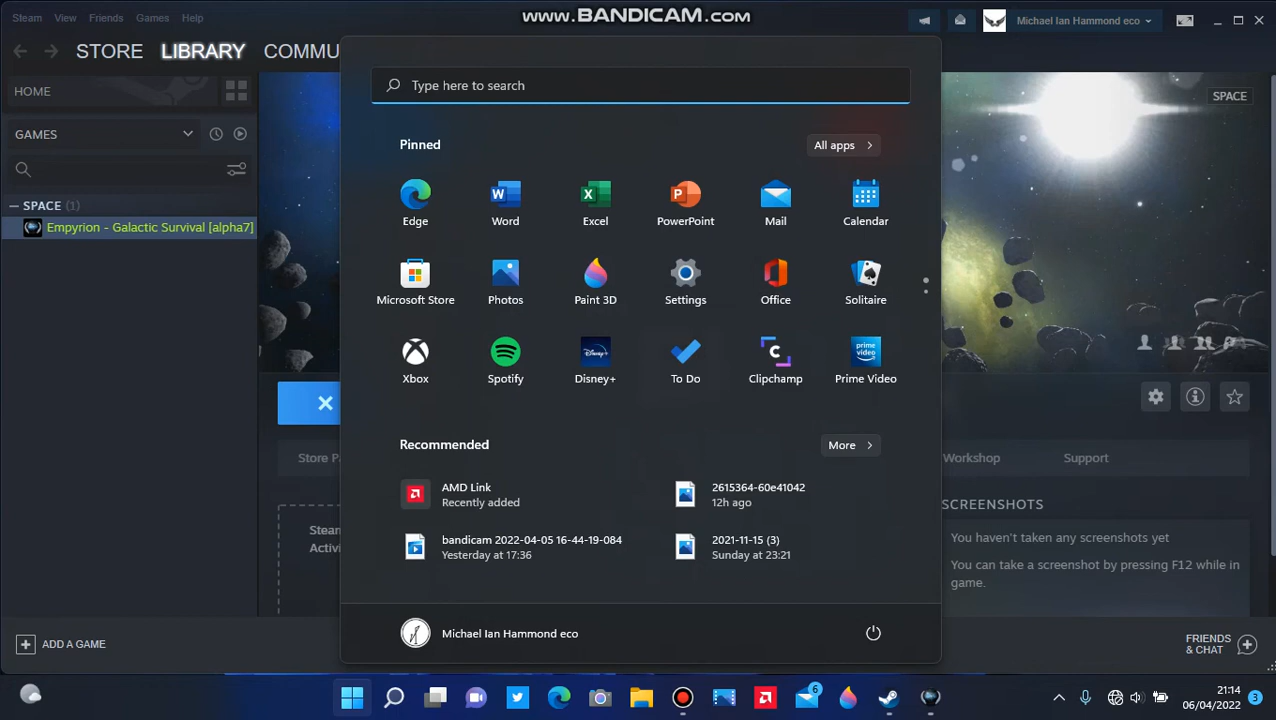 www.BANDICAM.com
Steam View Friends Games Help
Michael Ian Hammond eco
STORE LIBRARY COMMU
HOME
Type here to search
SPACE
GAMES
Pinned
All apps
SPACE (1)
Empyrion - Galactic Survival [alpha7]
Edge Word Excel PowerPoint Mail Calendar
Microsoft Store Photos Paint 3D Settings Office Solitaire
Xbox Spotify Disney+ To Do Clipchamp Prime Video
Recommended
More
Store Pa
Workshop Support
AMD Link
Recently added
2615364-60e41042
12h ago
bandicam 2022-04-05 16-44-19-084
Yesterday at 17:36
2021-11-15 (3)
Sunday at 23:21
Steam
Activi
SCREENSHOTS
You haven't taken any screenshots yet
You can take a screenshot by pressing F12 while in
game.
Michael Ian Hammond eco
ADD A GAME
FRIENDS
& CHAT
6
21:14
06/04/2022
3